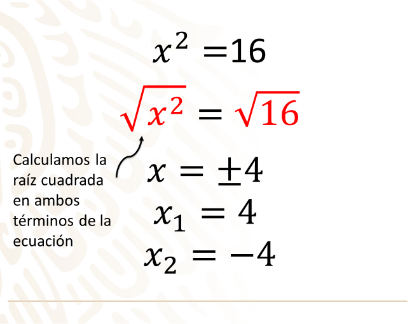 x² =16
√x² = √16
Calculamos la
raíz cuadrada
en ambos
términos de la
ecuación
x = ±4
x₁ = 4
x₂ = −4